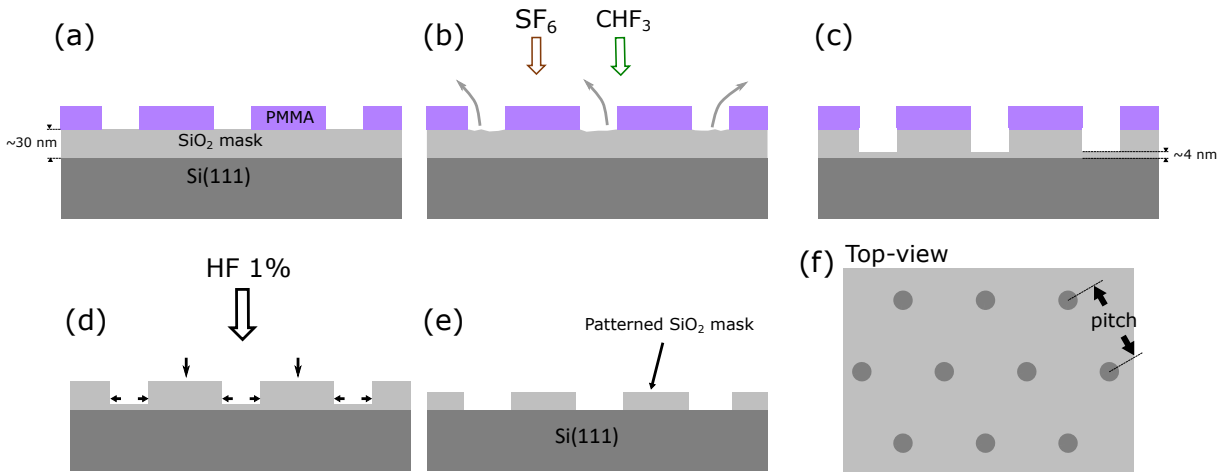 (a)
PMMA
~30 nm
SiO₂ mask
Si(111)
(b)
SF₆
CHF₃
(c)
~4 nm
(d)
HF 1%
(e)
Patterned SiO₂ mask
Si(111)
(f)
Top-view
pitch